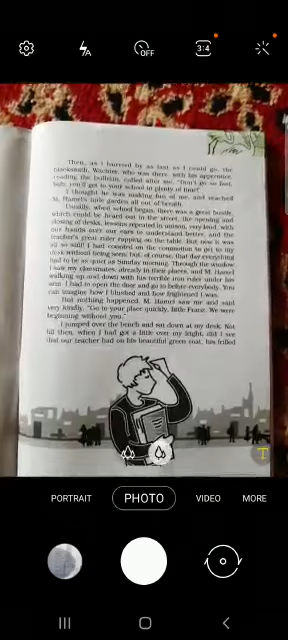 OFF
3:4
A
Then, as I hurried by as fast as I could go, the
blacksmith, Wachter, who was there, with his apprentice,
reading the bulletin, called after me, "Don't go so fast,
bub; you'll get to your school in plenty of time!"
I thought he was making fun of me, and reached
M. Hamel's little garden all out of breath.
Usually, when school began, there was a great bustle,
which could be heard out in the street, the opening and
closing of desks, lessons repeated in unison, very loud, with
our hands over our ears to understand better, and the
teacher's great ruler rapping on the table. But now it was
all so still! I had counted on the commotion to get to my
desk without being seen; but, of course, that day everything
had to be as quiet as Sunday morning. Through the window
I saw my classmates, already in their places, and M. Hamel
walking up and down with his terrible iron ruler under his
arm. I had to open the door and go in before everybody. You
can imagine how I blushed and how frightened I was.
But nothing happened. M. Hamel saw me and said
very kindly, "Go to your place quickly, little Franz. We were
beginning without you."
I jumped over the bench and sat down at my desk. Not
till then, when I had got a little over my fright, did I see
that our teacher had on his beautiful green coat, his frilled
T
PORTRAIT PHOTO VIDEO MORE